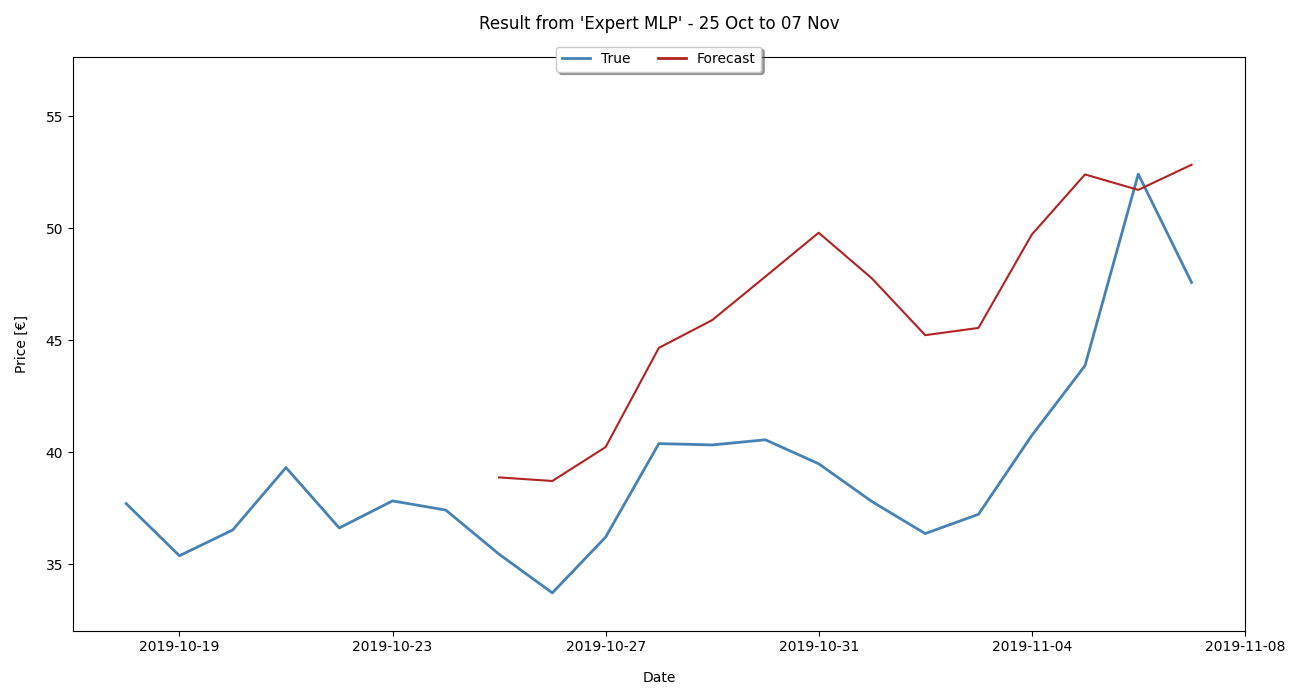 Result from 'Expert MLP' - 25 Oct to 07 Nov
True Forecast
55
50
45
40
35
Price [€]
2019-10-19 2019-10-23 2019-10-27 2019-10-31 2019-11-04 2019-11-08
Date